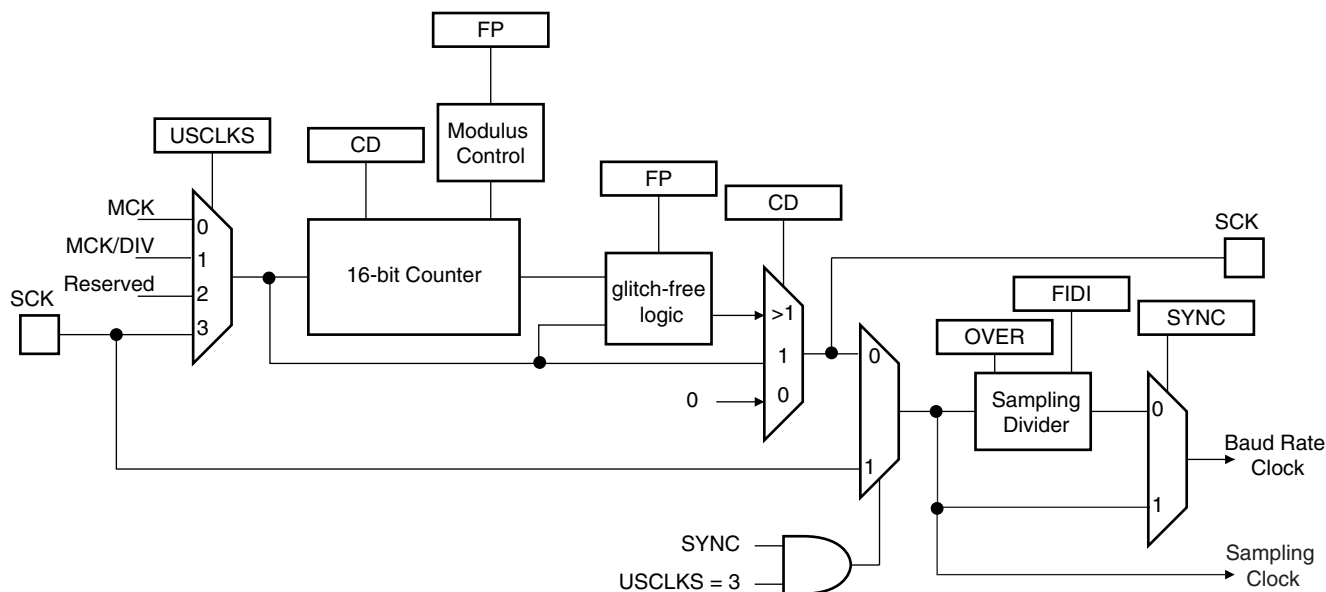 FP
USCLKS
CD
Modulus
Control
FP
CD
MCK
0
MCK/DIV
1
Reserved
2
SCK
3
16-bit Counter
glitch-free
logic
>1
1
0
0
SCK
FIDI
OVER
SYNC
0
1
Sampling
Divider
0
1
Baud Rate
Clock
SYNC
USCLKS = 3
Sampling
Clock